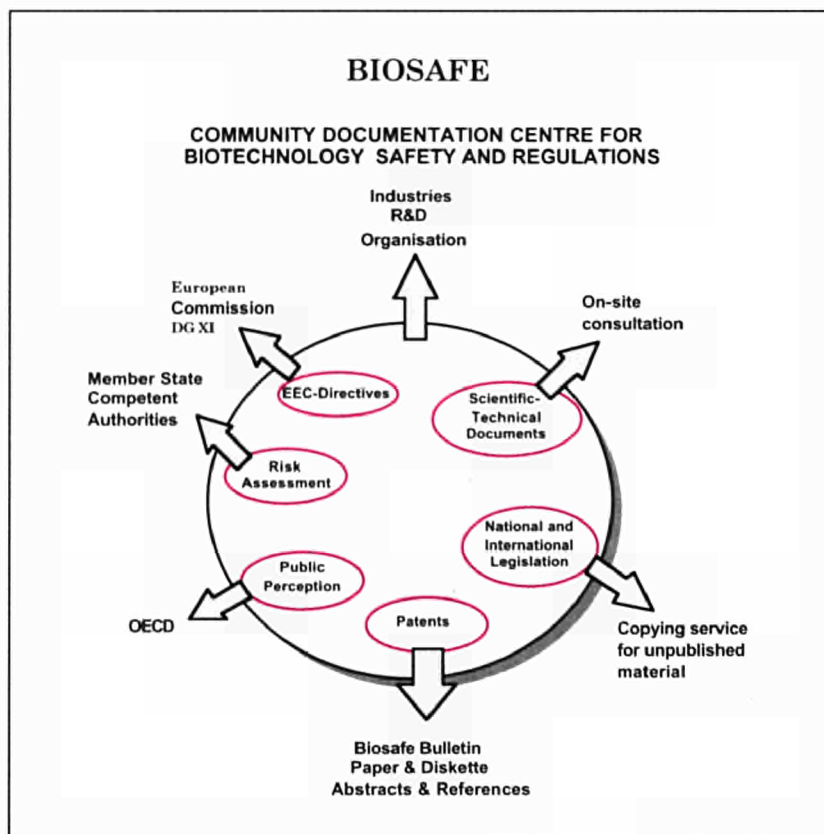 BIOSAFE
COMMUNITY DOCUMENTATION CENTRE FOR
BIOTECHNOLOGY SAFETY AND REGULATIONS
Industries
R&D
Organisation
European
Commission
DG XI
On-site
consultation
Member State
Competent
Authorities
EEC-Directives
Scientific-
Technical
Documents
Risk
Assessment
National and
International
Legislation
Public
Perception
OECD
Patents
Copying service
for unpublished
material
Biosafe Bulletin
Paper & Diskette
Abstracts & References